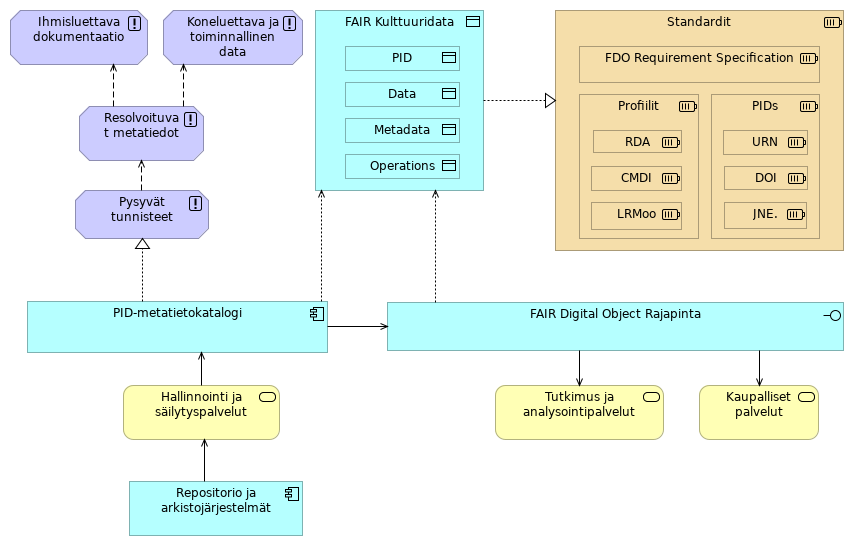 Ihmisluettava
dokumentaatio
Koneluettava ja
toiminnallinen
data
Resolvoituva
t metatiedot
Pysyvät
tunnisteet
FAIR Kulttuuridata
PID
Data
Metadata
Operations
Standardit
FDO Requirement Specification
Profiilit
RDA
CMDI
LRMoo
PIDs
URN
DOI
JNE.
PID-metatietokatalogi
FAIR Digital Object Rajapinta
Hallinnointi ja
säilytyspalvelut
Tutkimus ja
analysointipalvelut
Kaupalliset
palvelut
Repositorio ja
arkistojärjestelmät